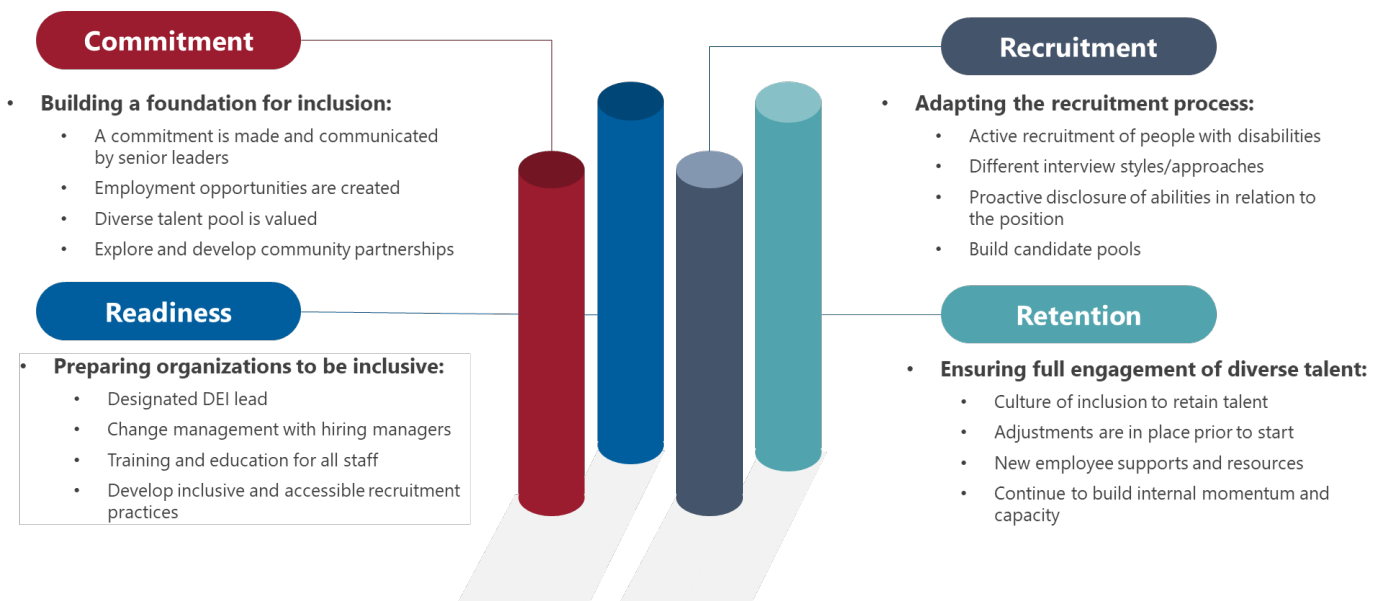 Commitment
• Building a foundation for inclusion:
• A commitment is made and communicated
by senior leaders
• Employment opportunities are created
• Diverse talent pool is valued
• Explore and develop community partnerships
Readiness
• Preparing organizations to be inclusive:
• Designated DEI lead
• Change management with hiring managers
• Training and education for all staff
• Develop inclusive and accessible recruitment
practices
Recruitment
• Adapting the recruitment process:
• Active recruitment of people with disabilities
• Different interview styles/approaches
• Proactive disclosure of abilities in relation to
the position
• Build candidate pools
Retention
• Ensuring full engagement of diverse talent:
• Culture of inclusion to retain talent
• Adjustments are in place prior to start
• New employee supports and resources
• Continue to build internal momentum and
capacity